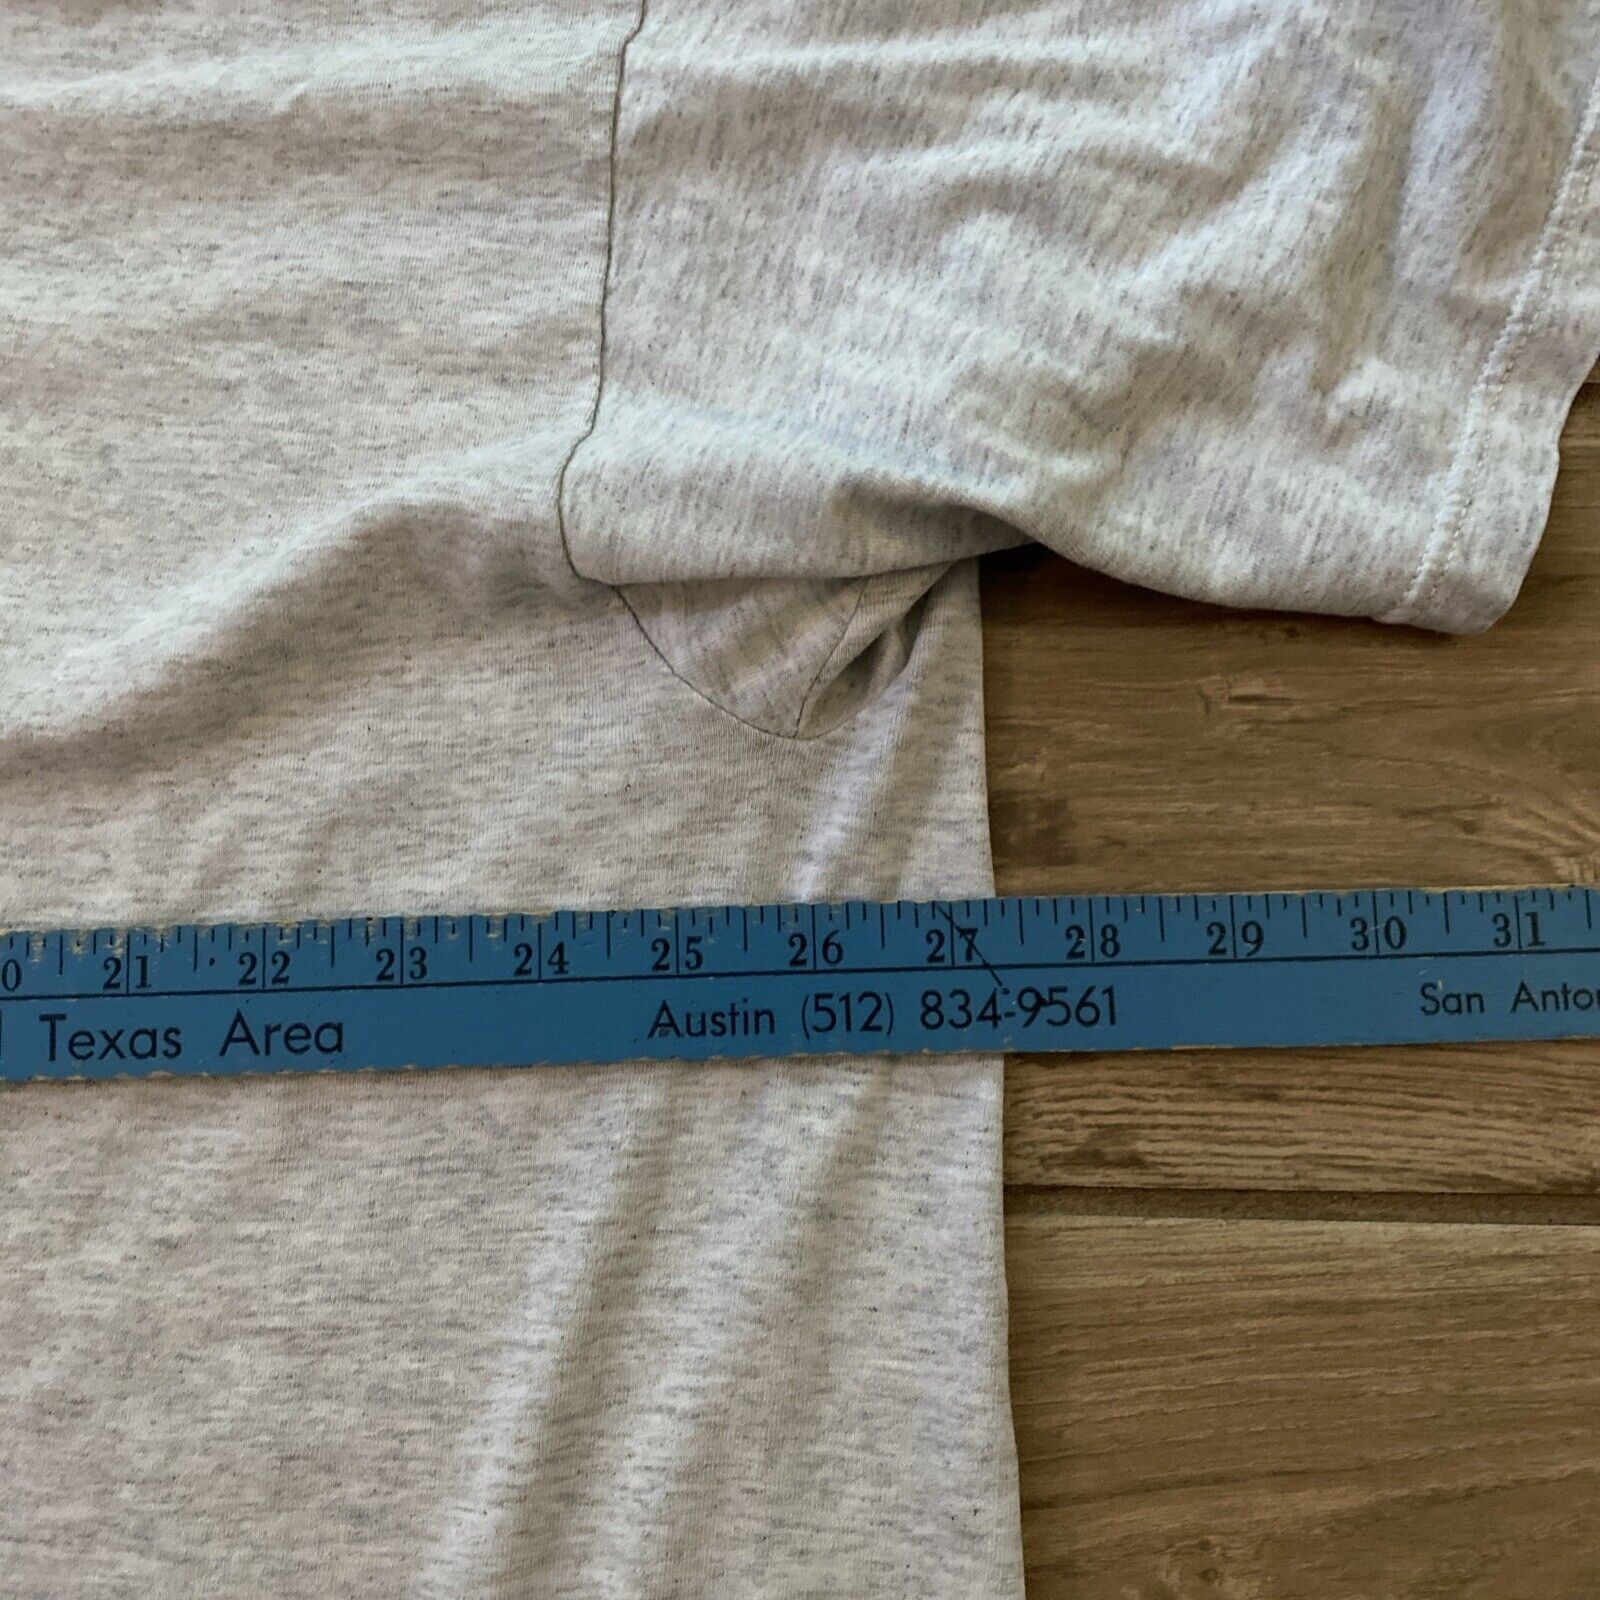 0 21 22 23 24 25 26 27 28 29 30 31
Texas Area Austin (512) 834-9561 San Anto